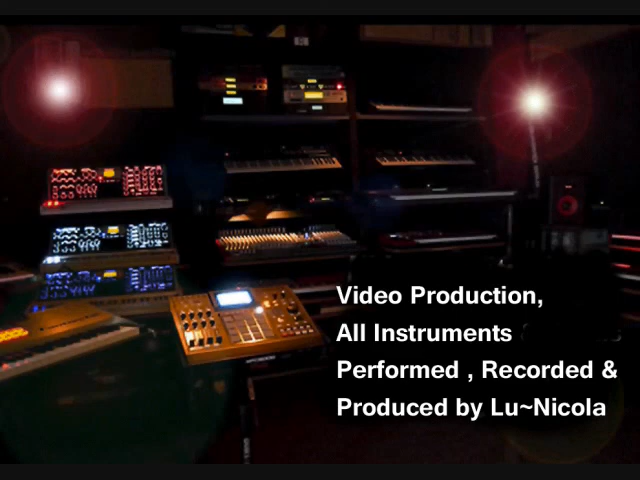 Video Production,
All Instruments
Performed , Recorded &
Produced by Lu~Nicola